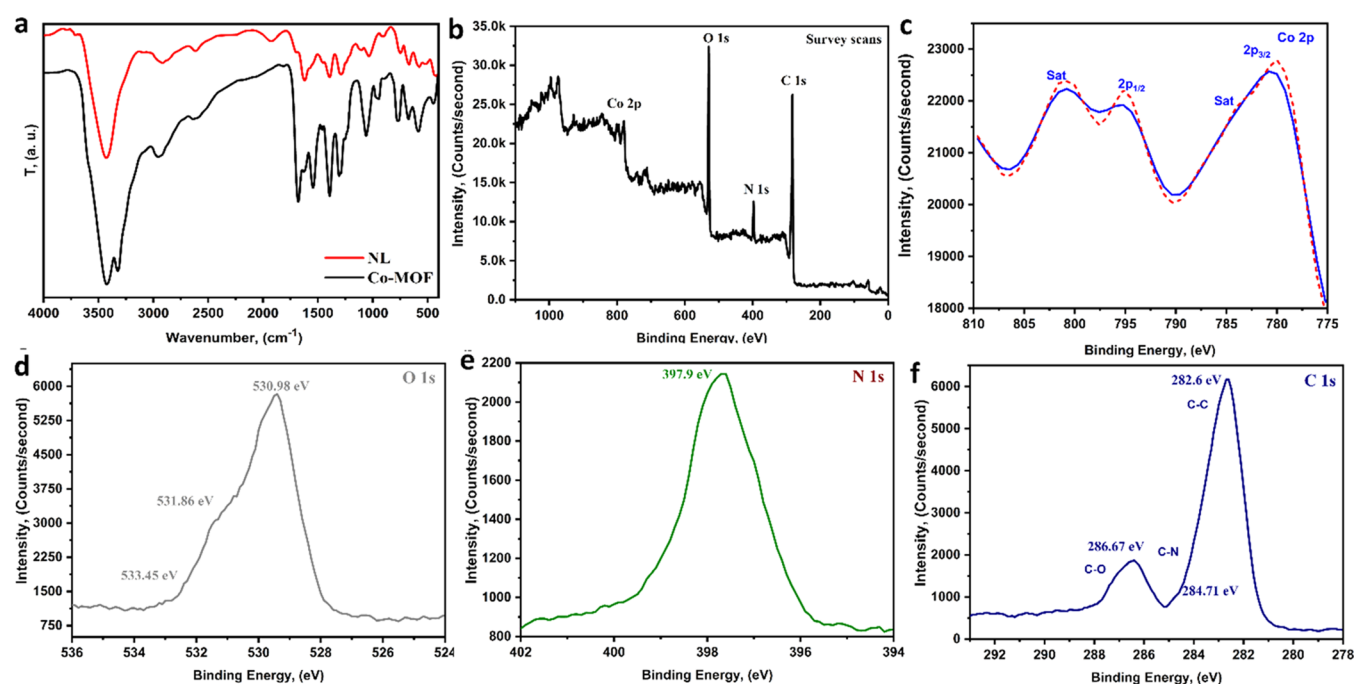 a
T, (a. u.)
NL
Co-MOF
4000 3500 3000 2500 2000 1500 1000 500
Wavenumber, (cm-1)
b
Intensity, (Counts/second)
35.0k
30.0k
25.0k
20.0k
15.0k
10.0k
5.0k
0.0
Survey scans
O 1s
C 1s
Co 2p
N 1s
1000 800 600 400 200 0
Binding Energy, (eV)
c
Intensity, (Counts/second)
23000
22000
21000
20000
19000
18000
2p3/2
Co 2p
Sat
2p1/2
Sat
810 805 800 795 790 785 780 775
Binding Energy, (eV)
d
Intensity, (Counts/second)
6000
5250
4500
3750
3000
2250
1500
750
530.98 eV
O 1s
531.86 eV
533.45 eV
536 534 532 530 528 526 524
Binding Energy, (eV)
e
Intensity, (Counts/second)
2200
2000
1800
1600
1400
1200
1000
800
397.9 eV
N 1s
402 400 398 396 394
Binding Energy, (eV)
f
Intensity, (Counts/second)
6000
5000
4000
3000
2000
1000
0
282.6 eV
C 1s
C-C
286.67 eV
C-N
C-O
284.71 eV
292 290 288 286 284 282 280 278
Binding Energy, (eV)